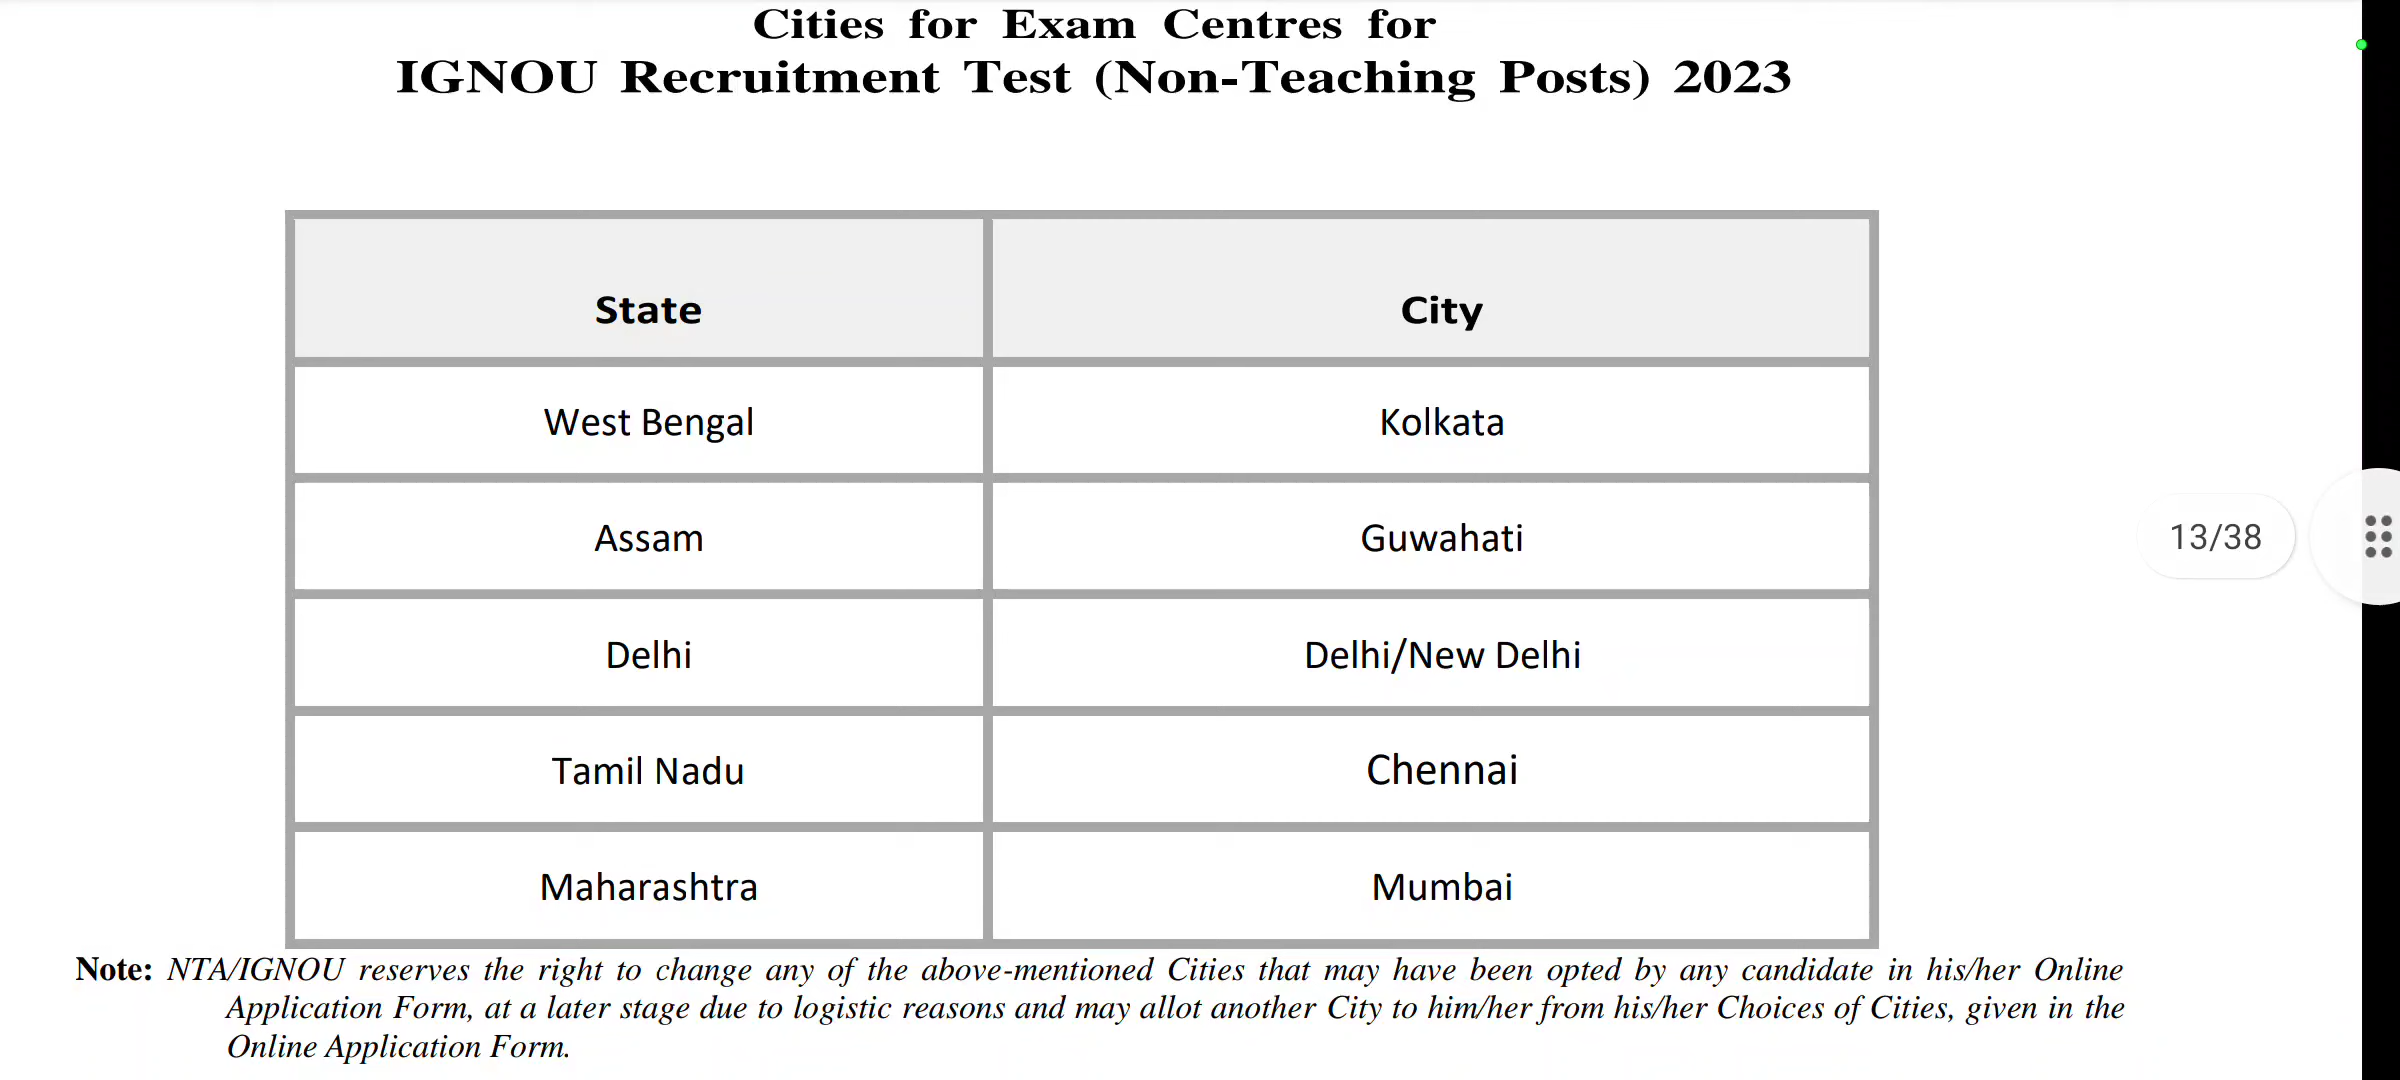 Cities for Exam Centres for
IGNOU Recruitment Test (Non-Teaching Posts) 2023
State City
West Bengal Kolkata
Assam Guwahati
Delhi Delhi/New Delhi
13/38
Tamil Nadu Chennai
Maharashtra Mumbai
Note: NTA/IGNOU reserves the right to change any of the above-mentioned Cities that may have been opted by any candidate in his/her Online
Application Form, at a later stage due to logistic reasons and may allot another City to him/her from his/her Choices of Cities, given in the
Online Application Form.